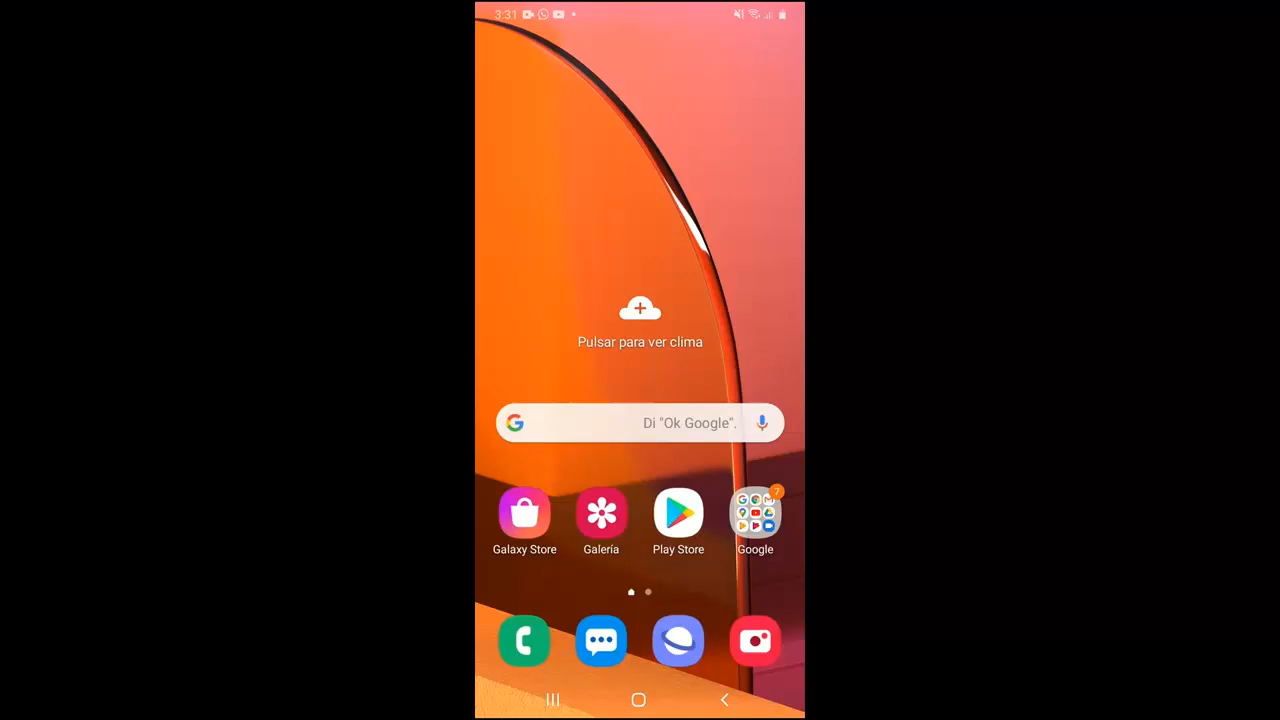 3:31
Pulsar para ver clima
Di "Ok Google".
7
Galaxy Store
Galería
Play Store
Google